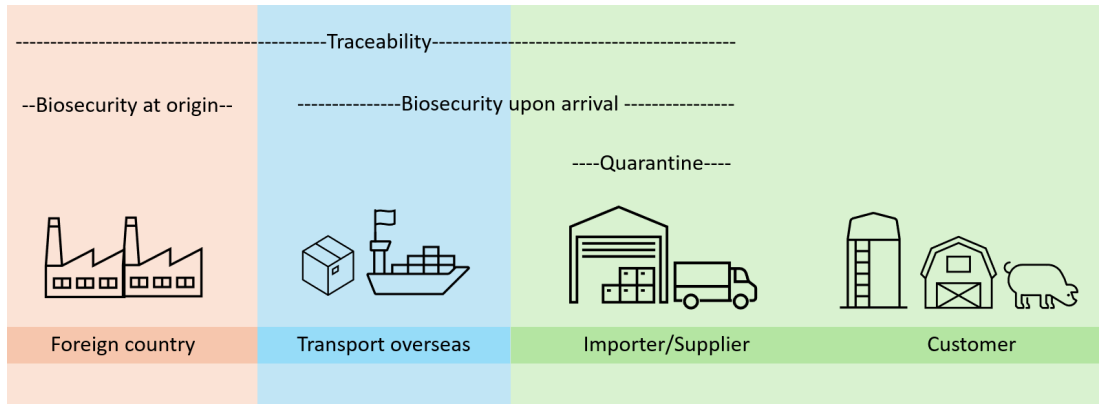 Traceability
--Biosecurity at origin--
---------------Biosecurity upon arrival ----------------
----Quarantine----
Foreign country
Transport overseas
Importer/Supplier
Customer